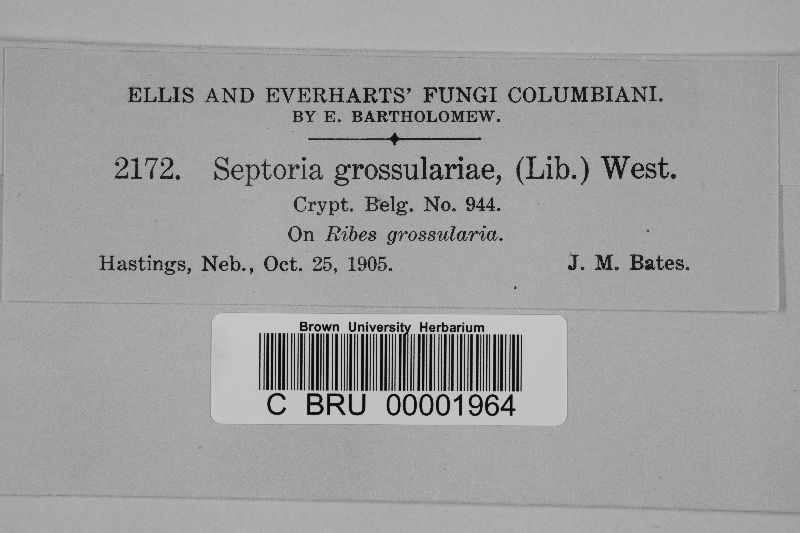 ELLIS AND EVERHARTS' FUNGI COLUMBIANI.
BY E. BARTHOLOMEW.
2172. Septoria grossulariae, (Lib.) West.
Crypt. Belg. No. 944.
On Ribes grossularia.
Hastings, Neb., Oct. 25, 1905. J. M. Bates.
Brown University Herbarium
C BRU 00001964